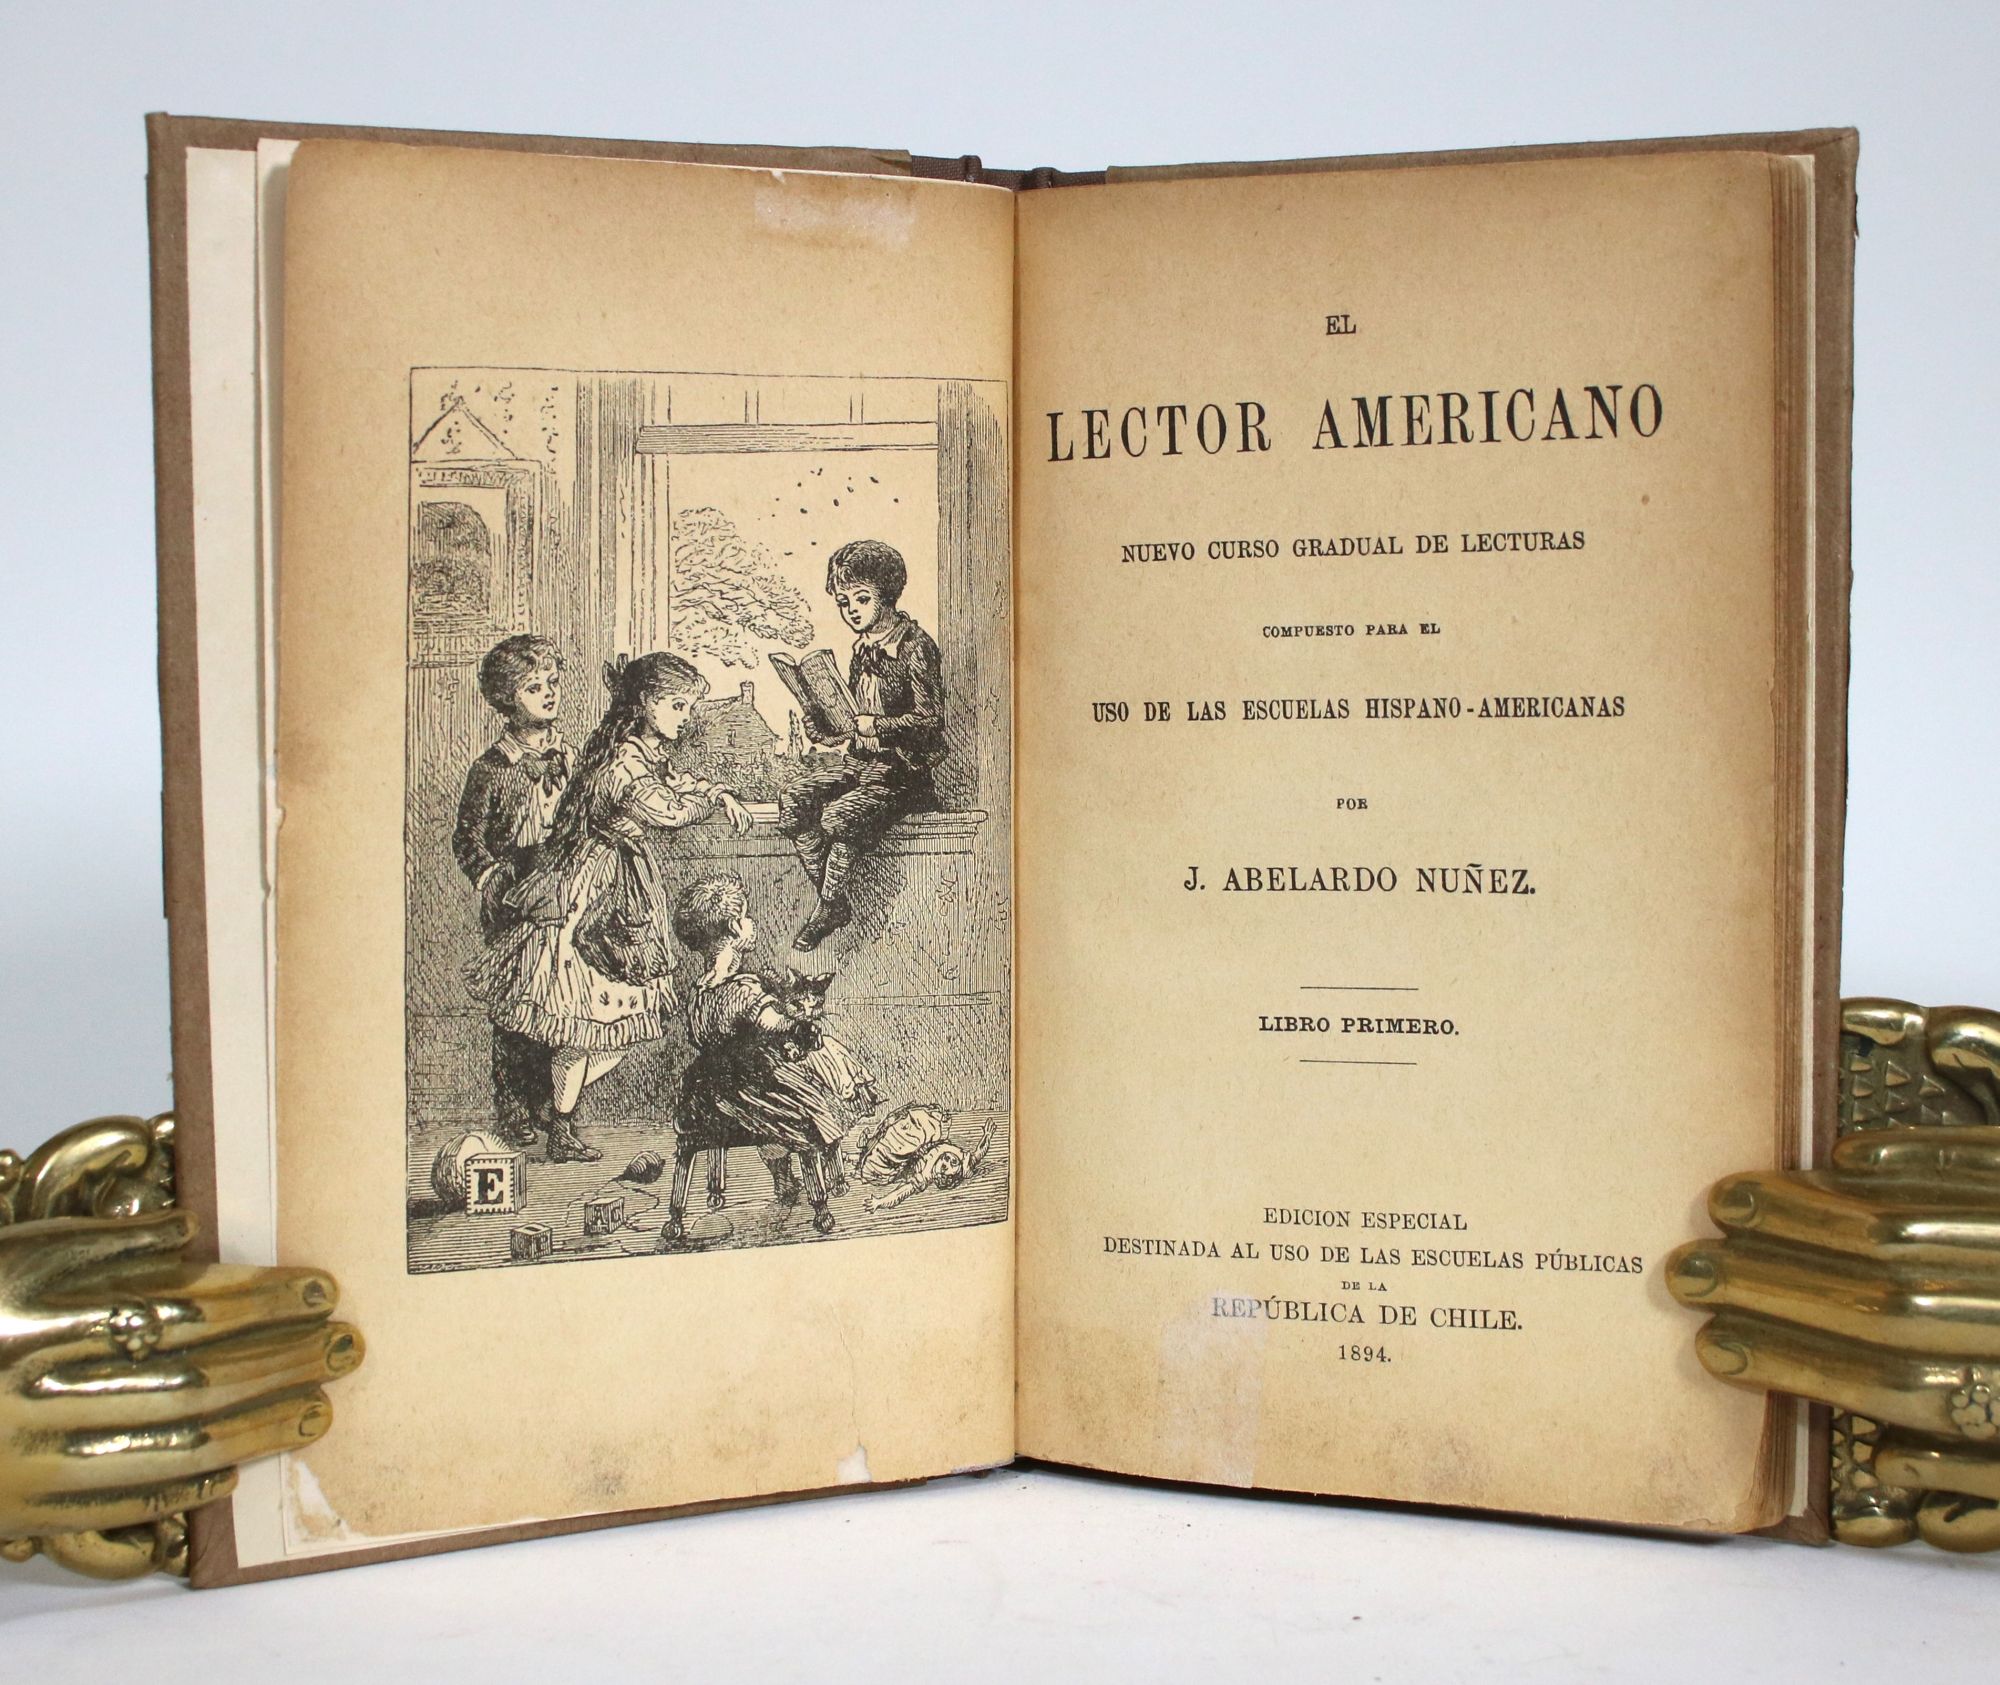 E
A
EL
LECTOR AMERICANO
NUEVO CURSO GRADUAL DE LECTURAS
COMPUESTO PARA EL
USO DE LAS ESCUELAS HISPANO-AMERICANAS
POR
J. ABELARDO NUÑEZ.
LIBRO PRIMERO.
EDICION ESPECIAL
DESTINADA AL USO DE LAS ESCUELAS PÚBLICAS
DE LA
REPÚBLICA DE CHILE.
1894.